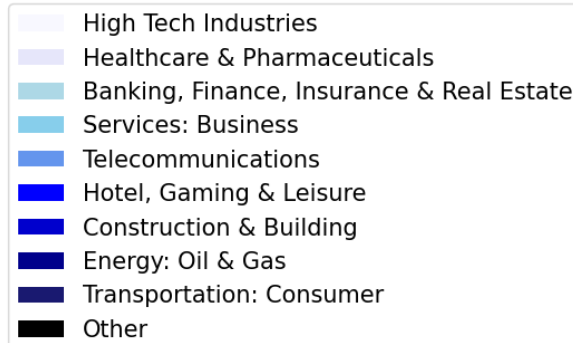 High Tech Industries
Healthcare & Pharmaceuticals
Banking, Finance, Insurance & Real Estate
Services: Business
Telecommunications
Hotel, Gaming & Leisure
Construction & Building
Energy: Oil & Gas
Transportation: Consumer
Other